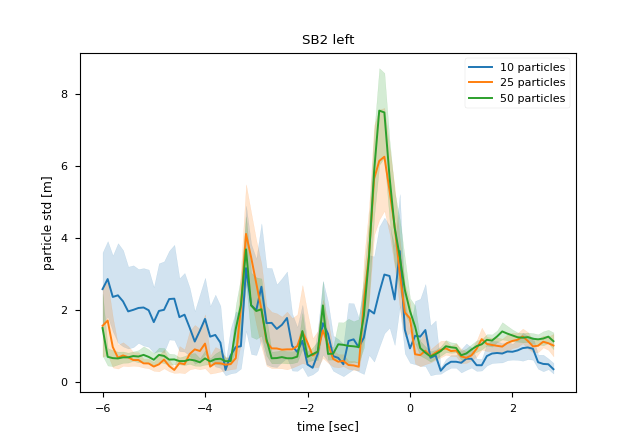 SB2 left
10 particles
25 particles
50 particles
particle std [m]
8
6
4
2
0
−6
−4
−2
0
2
time [sec]